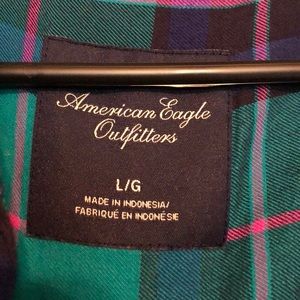 American Eagle
Outfitters
L/G
MADE IN INDONESIA/
FABRIQUÉ EN INDONÉSIE